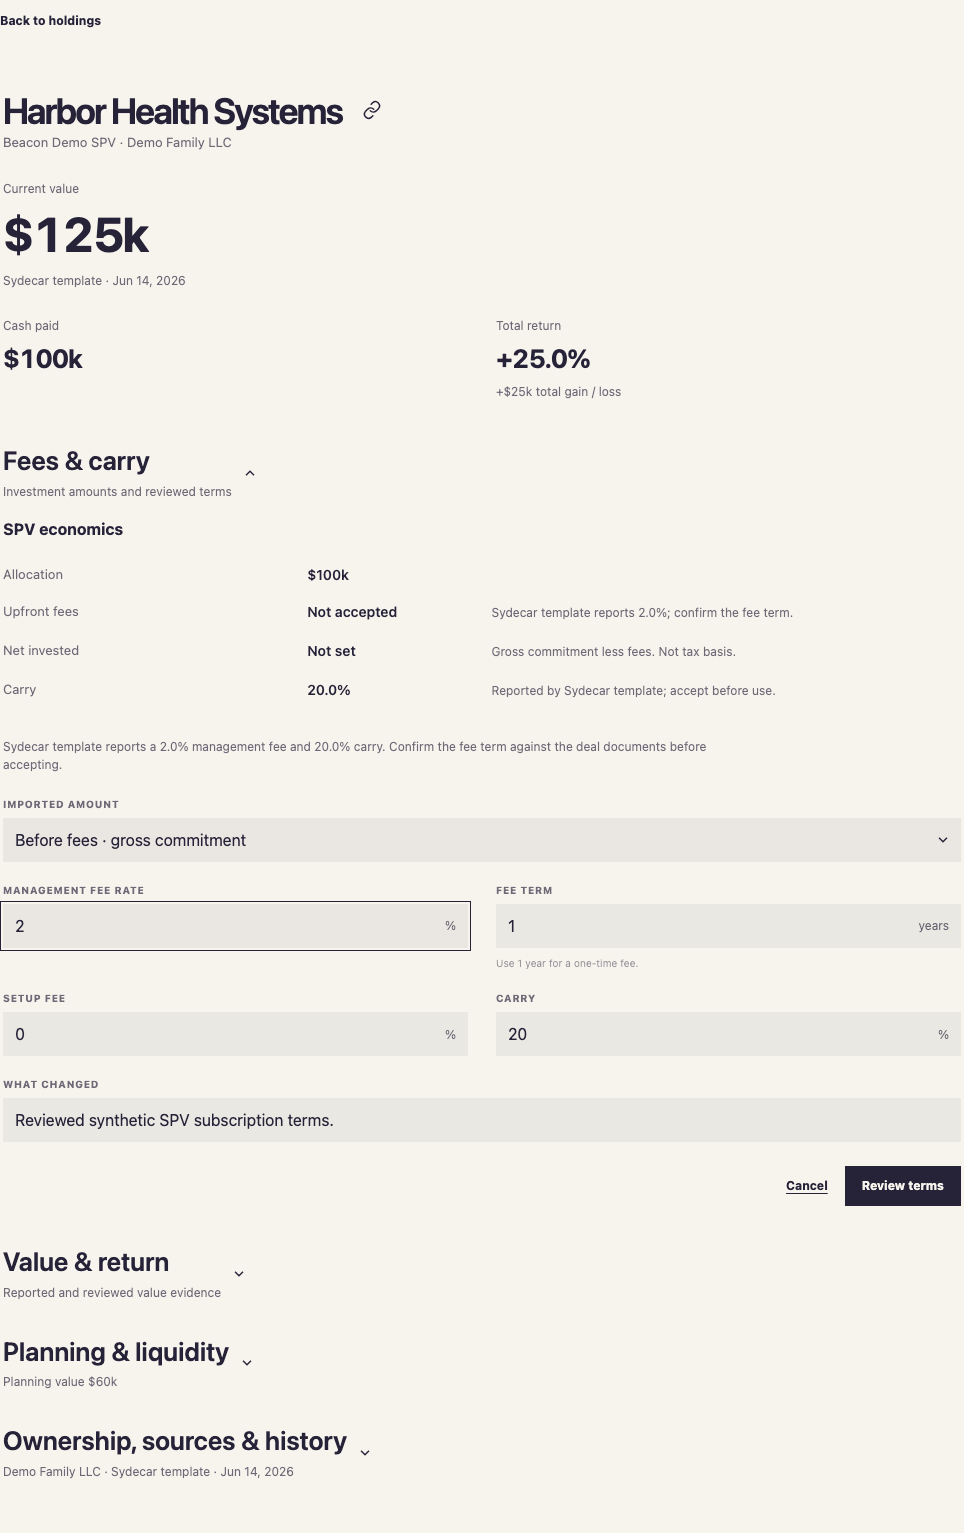 Back to holdings
Harbor Health Systems
Beacon Demo SPV · Demo Family LLC
Current value
$125k
Sydecar template · Jun 14, 2026
Cash paid
$100k
Total return
+25.0%
+$25k total gain / loss
Fees & carry
Investment amounts and reviewed terms
SPV economics
Allocation $100k
Upfront fees Not accepted Sydecar template reports 2.0%; confirm the fee term.
Net invested Not set Gross commitment less fees. Not tax basis.
Carry 20.0% Reported by Sydecar template; accept before use.
Sydecar template reports a 2.0% management fee and 20.0% carry. Confirm the fee term against the deal documents before
accepting.
IMPORTED AMOUNT
Before fees · gross commitment
MANAGEMENT FEE RATE
2 %
FEE TERM
1 years
Use 1 year for a one-time fee.
SETUP FEE
0 %
CARRY
20 %
WHAT CHANGED
Reviewed synthetic SPV subscription terms.
Cancel Review terms
Value & return
Reported and reviewed value evidence
Planning & liquidity
Planning value $60k
Ownership, sources & history
Demo Family LLC · Sydecar template · Jun 14, 2026